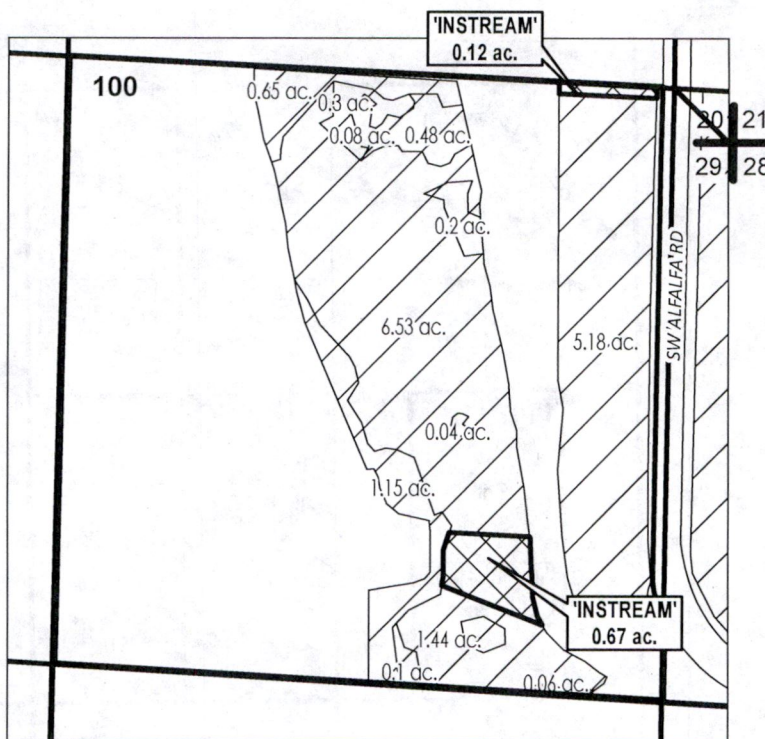 'INSTREAM'
0.12 ac.
100
0.65 ac.
0.3 ac.
0.08 ac.
0.48 ac.
20
21
29
28
0.2 ac.
SW ALFALFA RD
6.53 ac.
5.18 ac.
0.04 ac.
1.15 ac.
'INSTREAM'
0.67 ac.
1.44 ac.
0.1 ac.
0.06 ac.